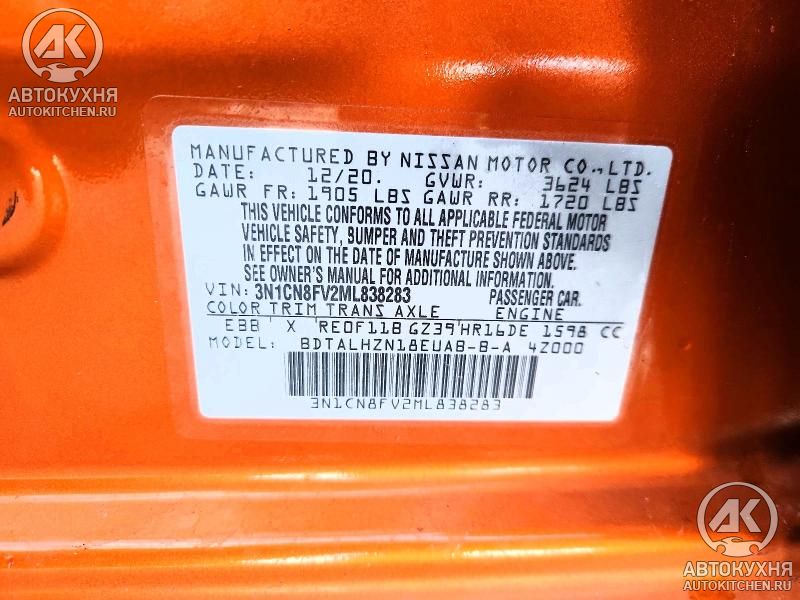 АК
АВТОКУХНЯ
AUTOKITCHEN.RU
MANUFACTURED BY NISSAN MOTOR CO.,LTD.
DATE: 12/20. GVWR: 3624 LBS
GAWR FR: 1905 LBS GAWR RR: 1720 LBS
THIS VEHICLE CONFORMS TO ALL APPLICABLE FEDERAL MOTOR
VEHICLE SAFETY, BUMPER AND THEFT PREVENTION STANDARDS
IN EFFECT ON THE DATE OF MANUFACTURE SHOWN ABOVE.
SEE OWNER'S MANUAL FOR ADDITIONAL INFORMATION.
VIN: 3N1CN8FV2ML838283 PASSENGER CAR.
COLOR TRIM TRANS AXLE ENGINE
EBB X RE0F11B GZ39 HR16DE 1598 CC
MODEL: BDTALHZN18EUAB-B-A 4Z000
3N1CN8FV2ML838283
АК
АВТОКУХНЯ
AUTOKITCHEN.RU